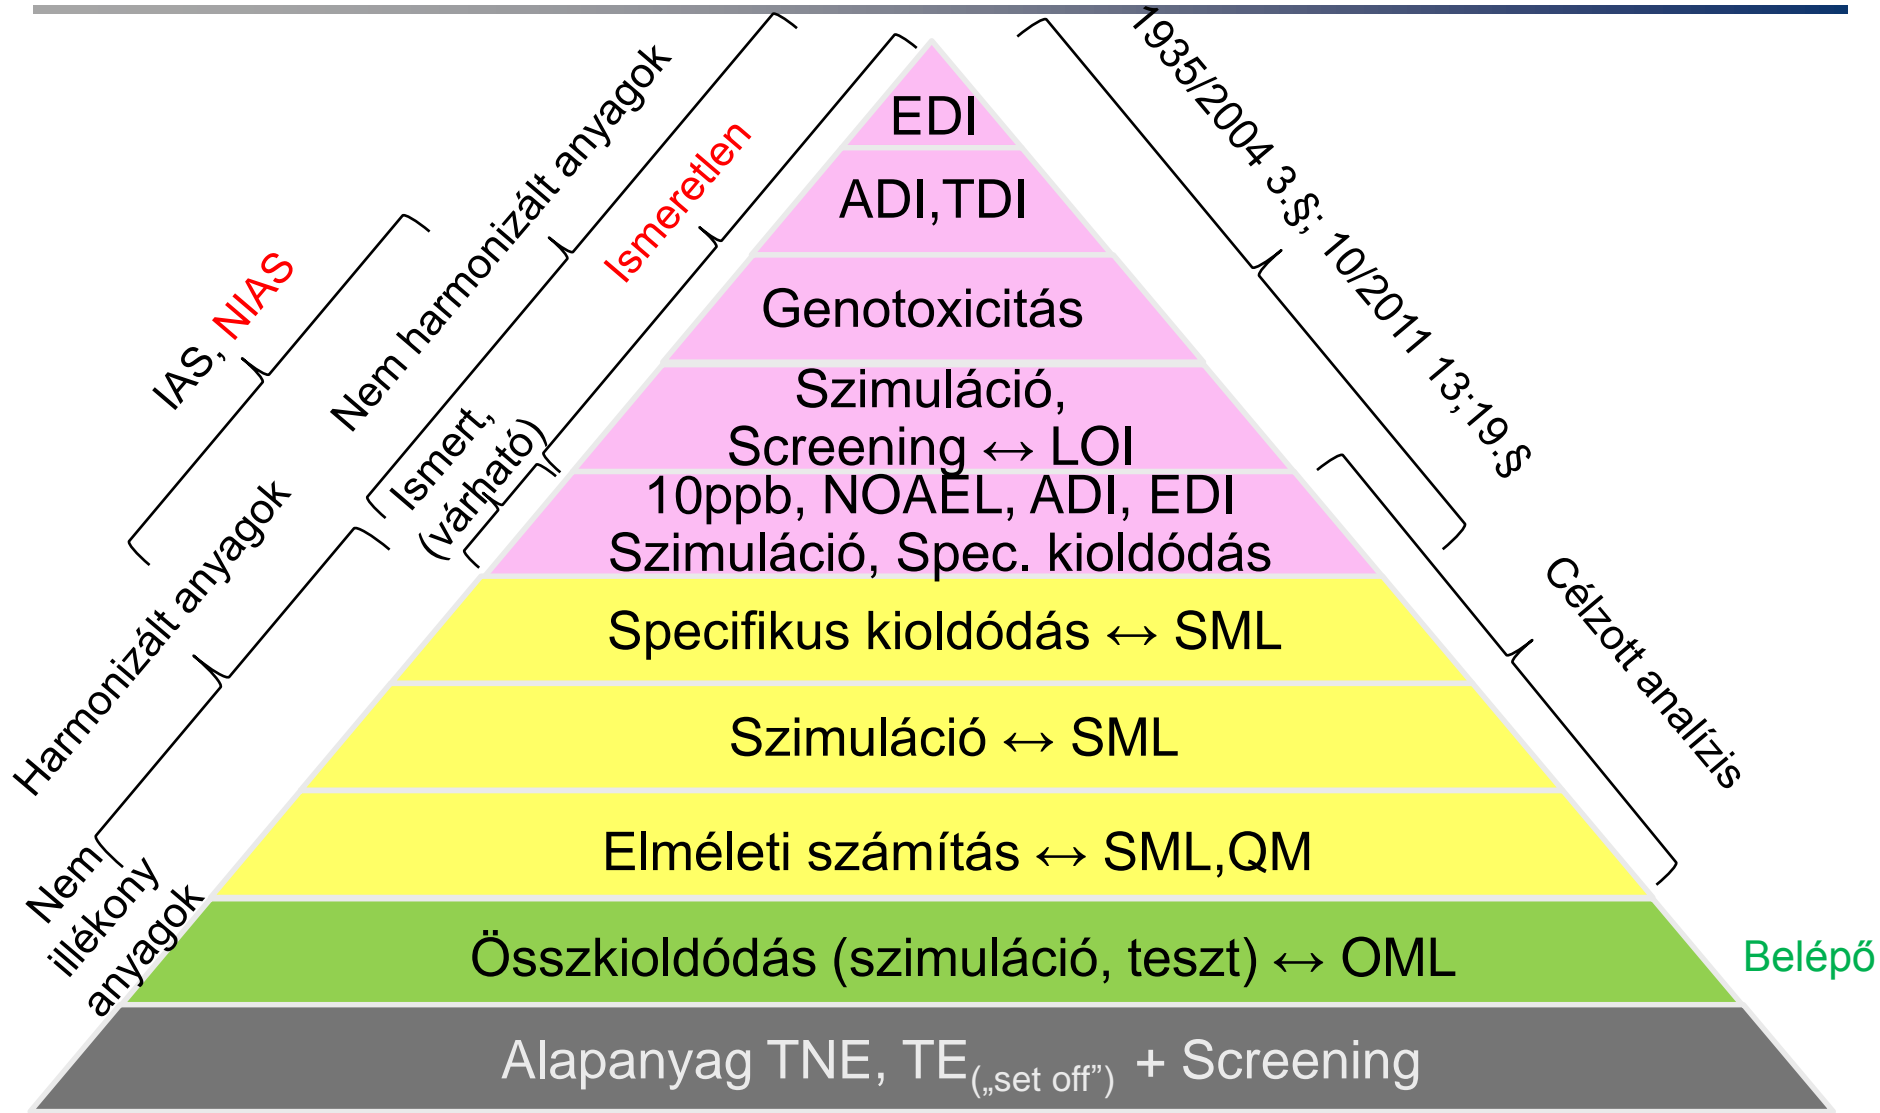 EDI
ADI,TDI
Genotoxicitás
Szimuláció,
Screening ↔ LOI
10ppb, NOAEL, ADI, EDI
Szimuláció, Spec. kioldódás
Specifikus kioldódás ↔ SML
Szimuláció ↔ SML
Elméleti számítás ↔ SML,QM
Összkioldódás (szimuláció, teszt) ↔ OML
Alapanyag TNE, TE(„set off”) + Screening
IAS, NIAS
Nem harmonizált anyagok
Ismeretlen
Ismert,
(várható)
Harmonizált anyagok
Nem
illékony
anyagok
1935/2004 3.§; 10/2011 13;19.§
Célzott analízis
Belépő